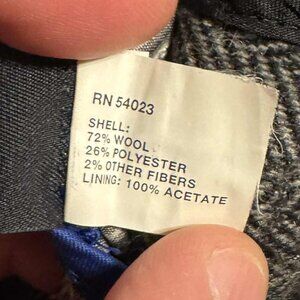 RN 54023
SHELL:
72% WOOL
26% POLYESTER
2% OTHER FIBERS
LINING: 100% ACETATE